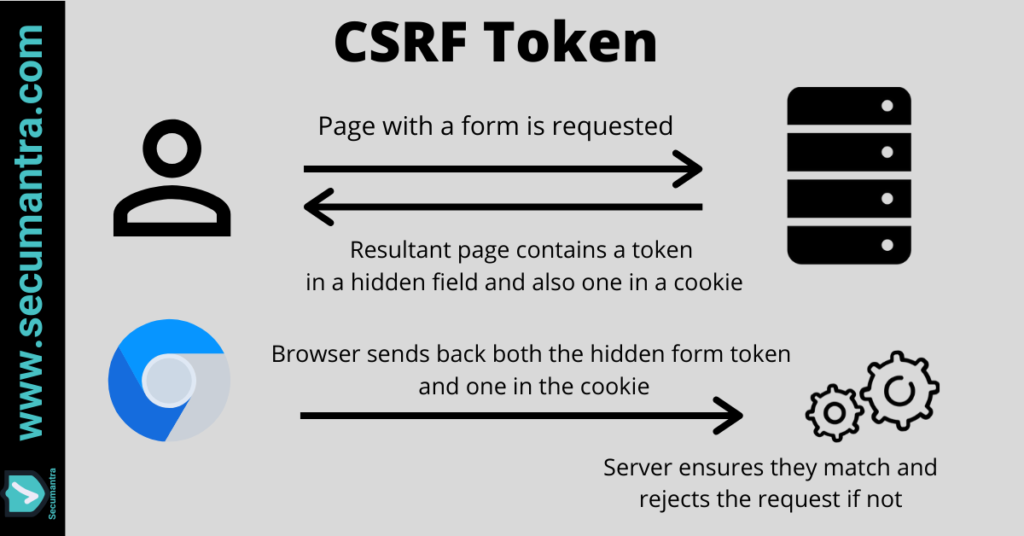 CSRF Token
Page with a form is requested
Resultant page contains a token
in a hidden field and also one in a cookie
Browser sends back both the hidden form token
and one in the cookie
Server ensures they match and
rejects the request if not
www.secumantra.com
Secumantra